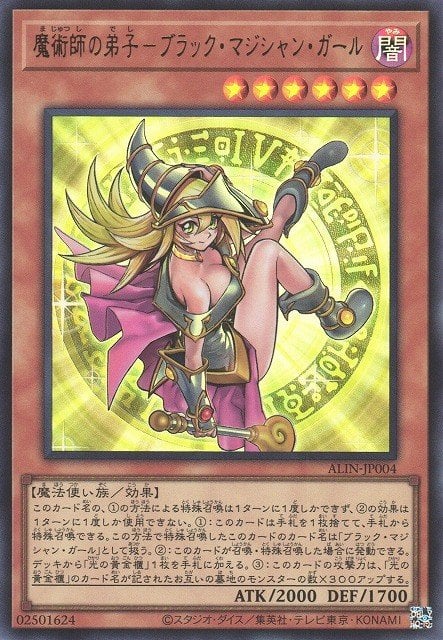 魔術師の弟子－ブラック・マジシャン・ガール
闇
ALIN-JP004
【魔法使い族／効果】
このカード名の、①の方法による特殊召喚は1ターンに1度しかできず、②の効果は
1ターンに1度しか使用できない。①：このカードは手札を1枚捨てて、手札から
特殊召喚できる。この方法で特殊召喚したこのカードのカード名は「ブラック・マジ
シャン・ガール」として扱う。②：このカードが召喚・特殊召喚した場合に発動できる。
デッキから「光の黄金櫃」1枚を手札に加える。③：このカードの攻撃力は、「光の
黄金櫃」のカード名が記されたお互いの墓地のモンスターの数×300アップする。
ATK/2000 DEF/1700
02501624
©スタジオ・ダイス／集英社・テレビ東京・KONAMI